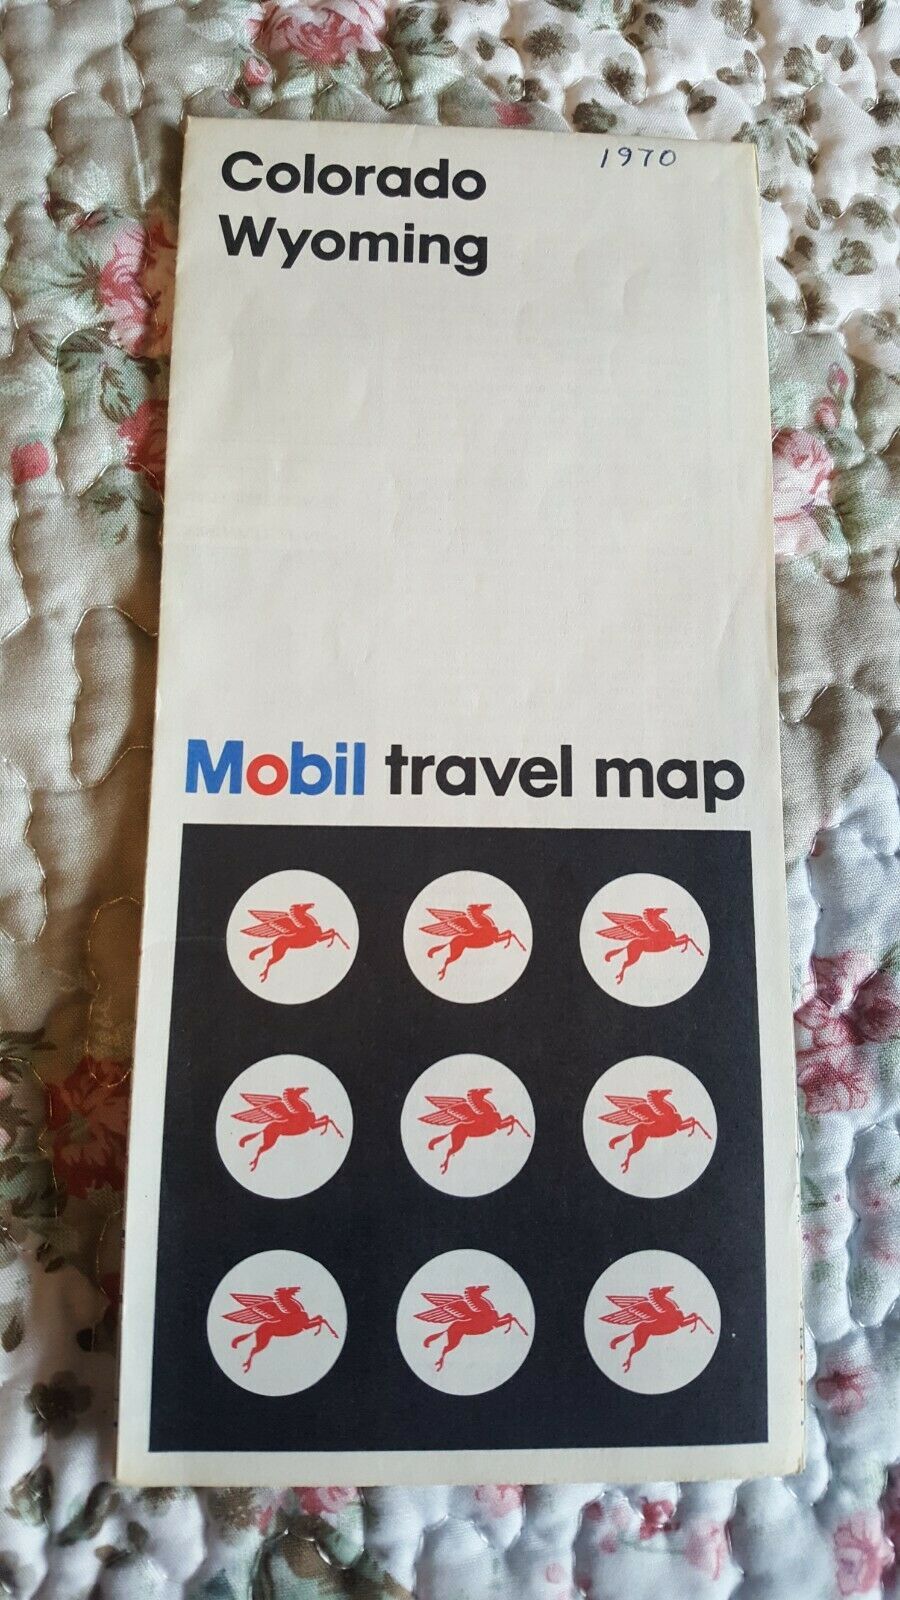 Colorado
Wyoming
1970
Mobil travel map